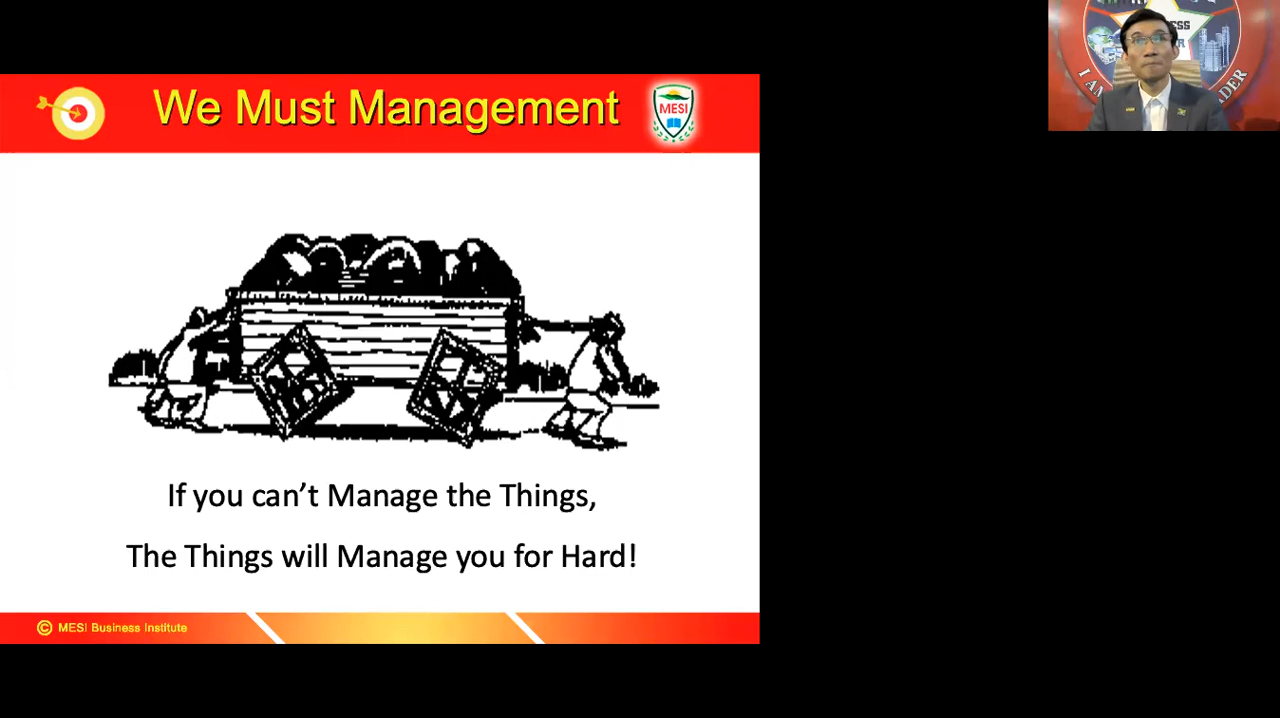 We Must Management
MESI
If you can’t Manage the Things,
The Things will Manage you for Hard!
© MESI Business Institute
I AM